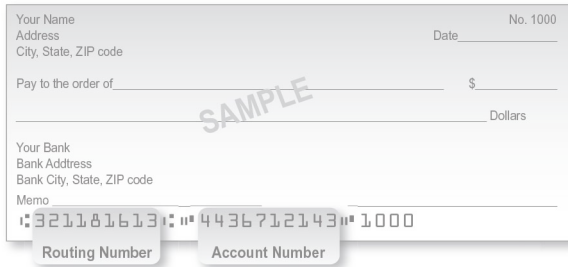 Your Name No. 1000
Address Date
City, State, ZIP code
Pay to the order of $
SAMPLE
Dollars
Your Bank
Bank Addtress
Bank City, State, ZIP code
Memo
⑆321181613⑆ ⑈4436712143⑈ 1000
Routing Number Account Number